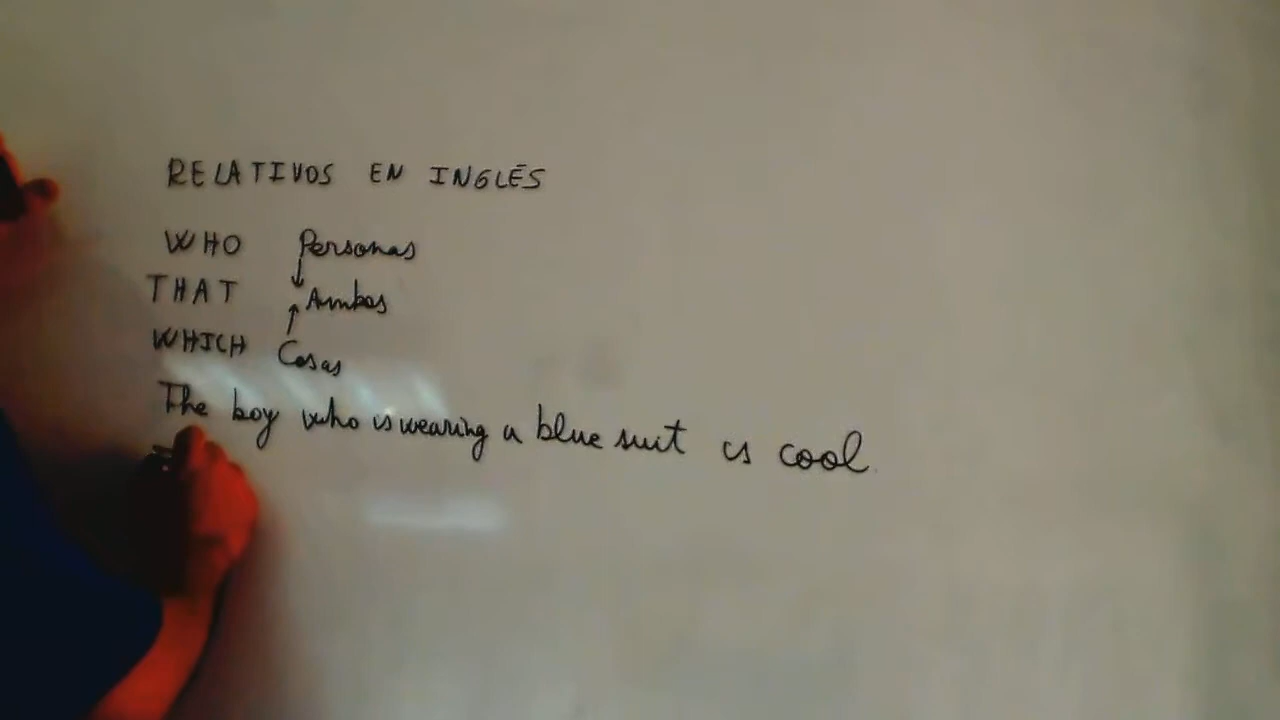 RELATIVOS EN INGLÉS
WHO Personas
THAT Ambos
WHICH Cosas
The boy who is wearing a blue suit is cool.